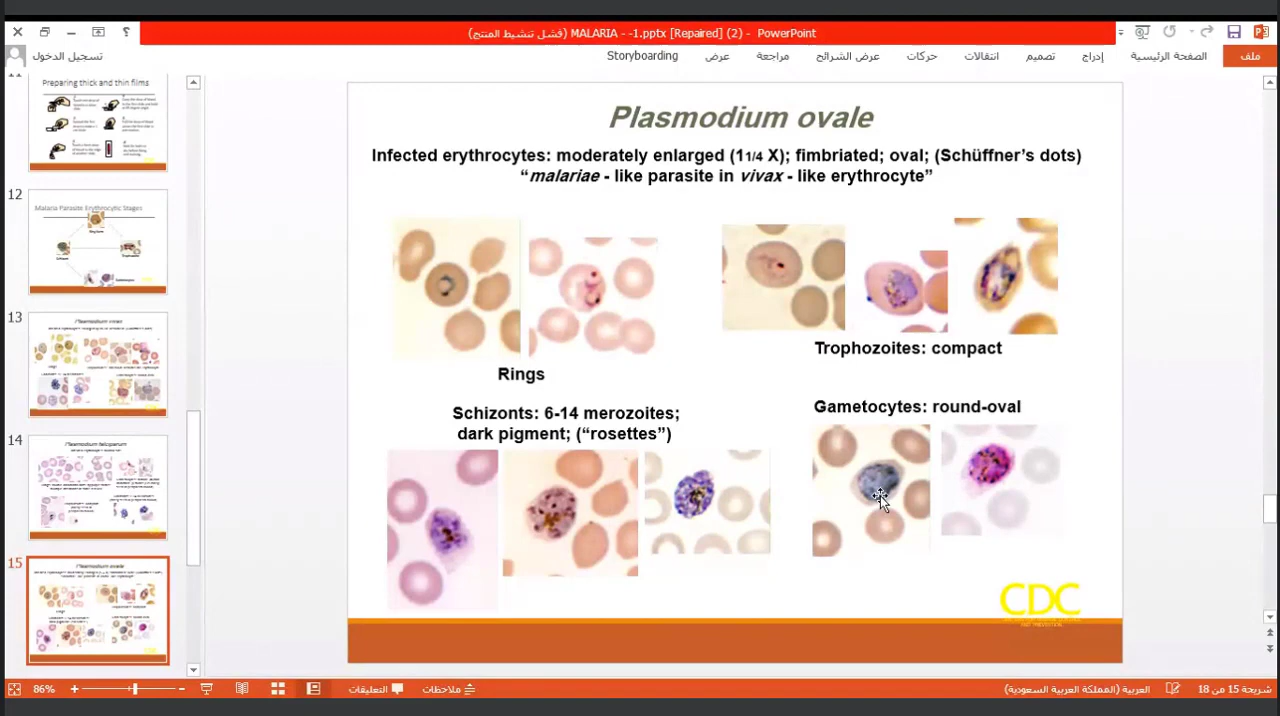 (فشل تنشيط المنتج) MALARIA - -1.pptx [Repaired] (2) - PowerPoint
ملف
الصفحة الرئيسية
إدراج
تصميم
انتقالات
حركات
عرض الشرائح
مراجعة
عرض
Storyboarding
تسجيل الدخول
Preparing thick and thin films
12
Malaria Parasite Erythrocytic Stages
13
14
Plasmodium falciparum
15
Plasmodium ovale
Plasmodium ovale
Infected erythrocytes: moderately enlarged (11/4 X); fimbriated; oval; (Schüffner's dots)
“malariae - like parasite in vivax - like erythrocyte”
Rings
Trophozoites: compact
Schizonts: 6-14 merozoites;
dark pigment; (“rosettes”)
Gametocytes: round-oval
CDC
شريحة 15 من 18
العربية (المملكة العربية السعودية)
ملاحظات
التعليقات
86%